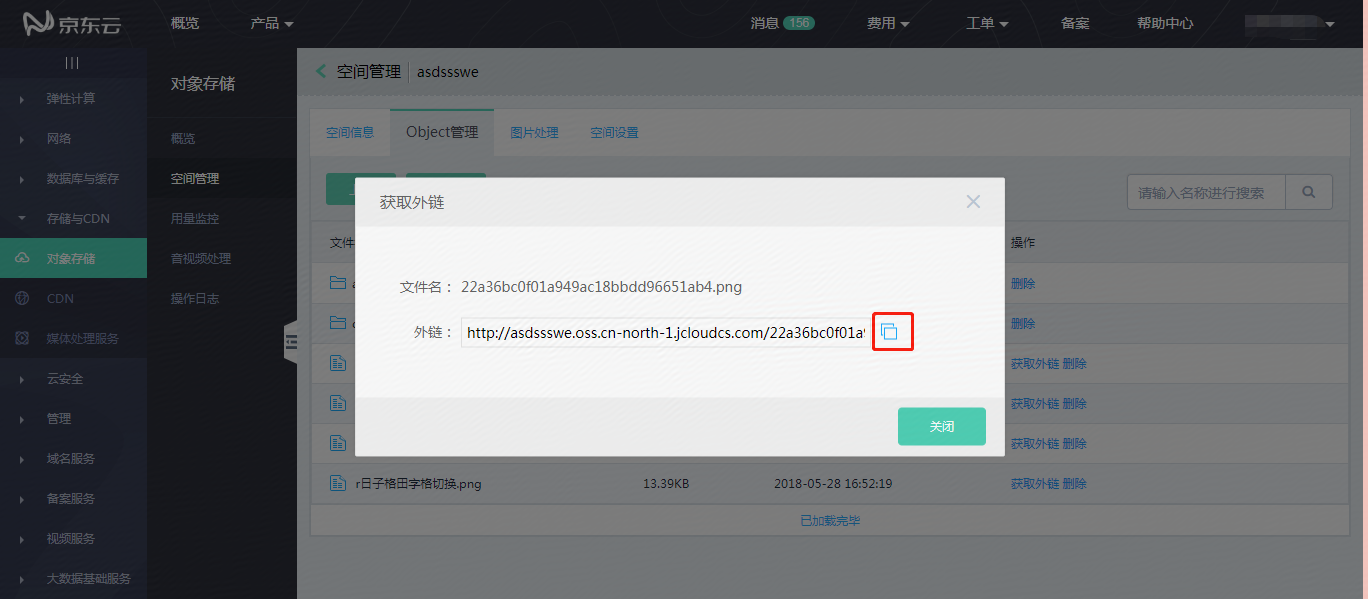 京东云
概览
产品
消息 156
费用
工单
备案
帮助中心
弹性计算
网络
数据库与缓存
存储与CDN
对象存储
CDN
媒体处理服务
云安全
管理
域名服务
备案服务
视频服务
大数据基础服务
对象存储
概览
空间管理
用量监控
音视频处理
操作日志
空间管理 asdssswe
空间信息
Object管理
图片处理
空间设置
请输入名称进行搜索
文件
操作
删除
删除
获取外链 删除
获取外链 删除
获取外链 删除
r日子格田字格切换.png 13.39KB 2018-05-28 16:52:19 获取外链 删除
已加载完毕
获取外链
文件名： 22a36bc0f01a949ac18bbdd96651ab4.png
外链： http://asdssswe.oss.cn-north-1.jcloudcs.com/22a36bc0f01a
关闭